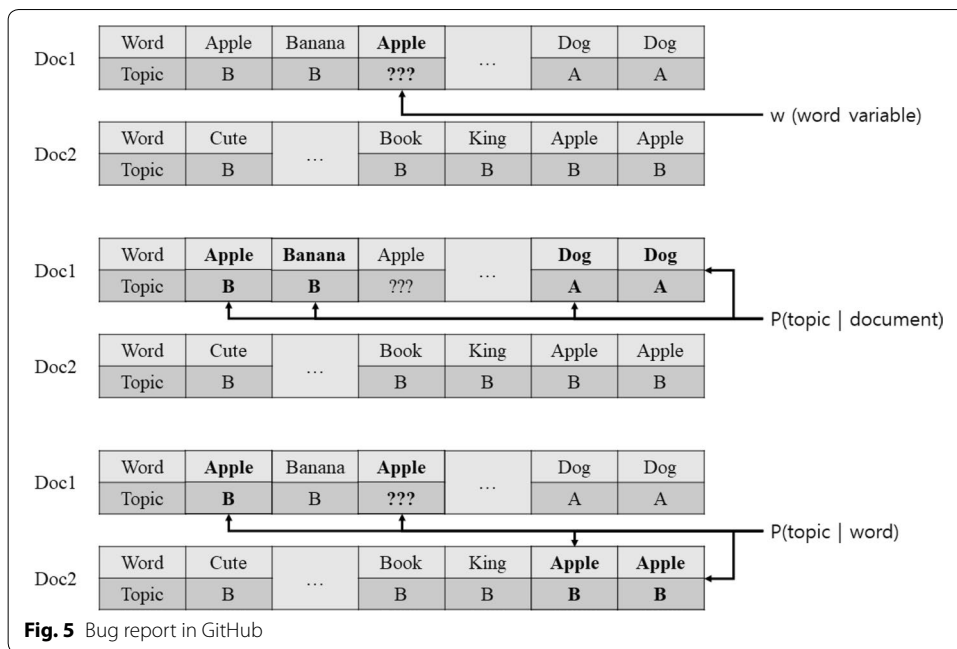 Doc1 Word Apple Banana Apple ... Dog Dog
Topic B B ??? A A
w (word variable)
Doc2 Word Cute ... Book King Apple Apple
Topic B B B B B
Doc1 Word Apple Banana Apple ... Dog Dog
Topic B B ??? A A
P(topic | document)
Doc2 Word Cute ... Book King Apple Apple
Topic B B B B B
Doc1 Word Apple Banana Apple ... Dog Dog
Topic B B ??? A A
P(topic | word)
Doc2 Word Cute ... Book King Apple Apple
Topic B B B B B
Fig. 5 Bug report in GitHub